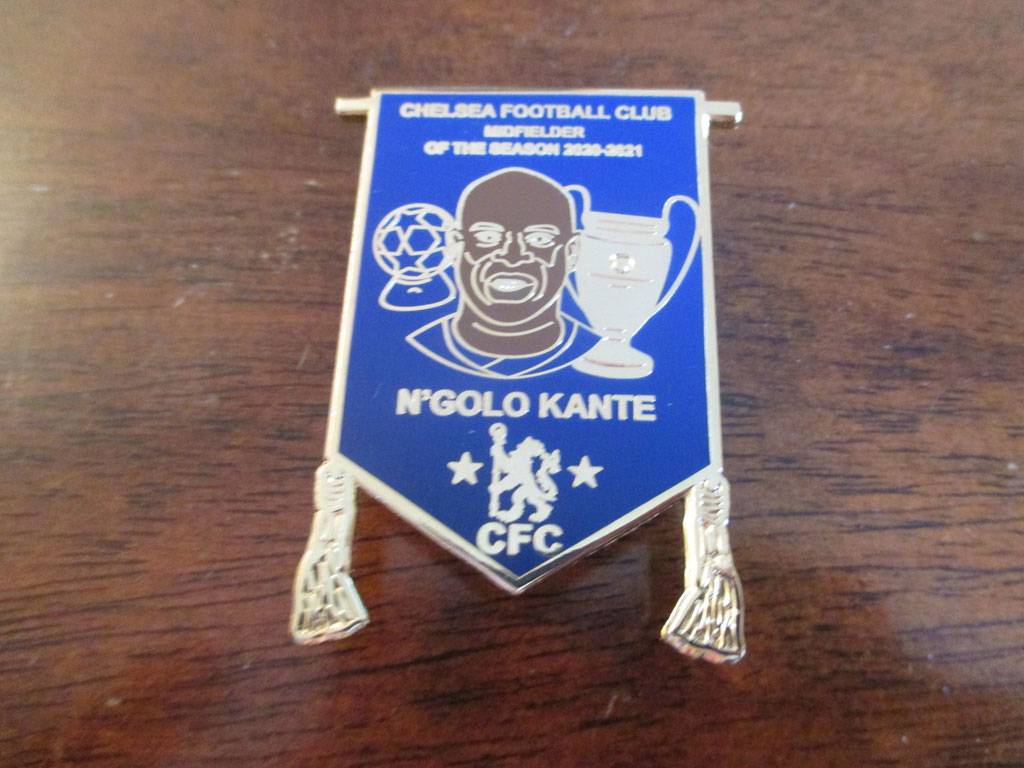 CHELSEA FOOTBALL CLUB
MIDFIELDER
OF THE SEASON 2020-2021
N'GOLO KANTE
CFC